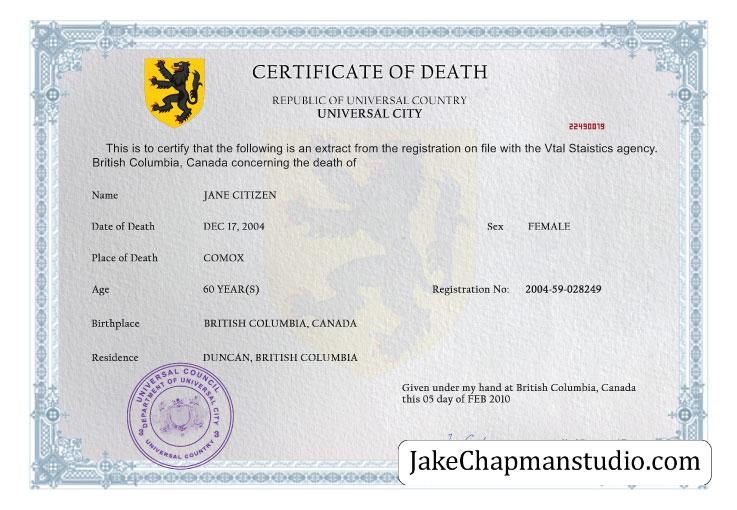 CERTIFICATE OF DEATH
REPUBLIC OF UNIVERSAL COUNTRY
UNIVERSAL CITY
22490019
This is to certify that the following is an extract from the registration on file with the Vtal Staistics agency.
British Columbia, Canada concerning the death of
Name JANE CITIZEN
Date of Death DEC 17, 2004 Sex FEMALE
Place of Death COMOX
Age 60 YEAR(S) Registration No: 2004-59-028249
Birthplace BRITISH COLUMBIA, CANADA
Residence DUNCAN, BRITISH COLUMBIA
UNIVERSAL COUNCIL
DEPARTMENT OF UNIVERSAL CITY
3 3
UNIVERSAL COUNTRY
Given under my hand at British Columbia, Canada
this 05 day of FEB 2010
JakeChapmanstudio.com